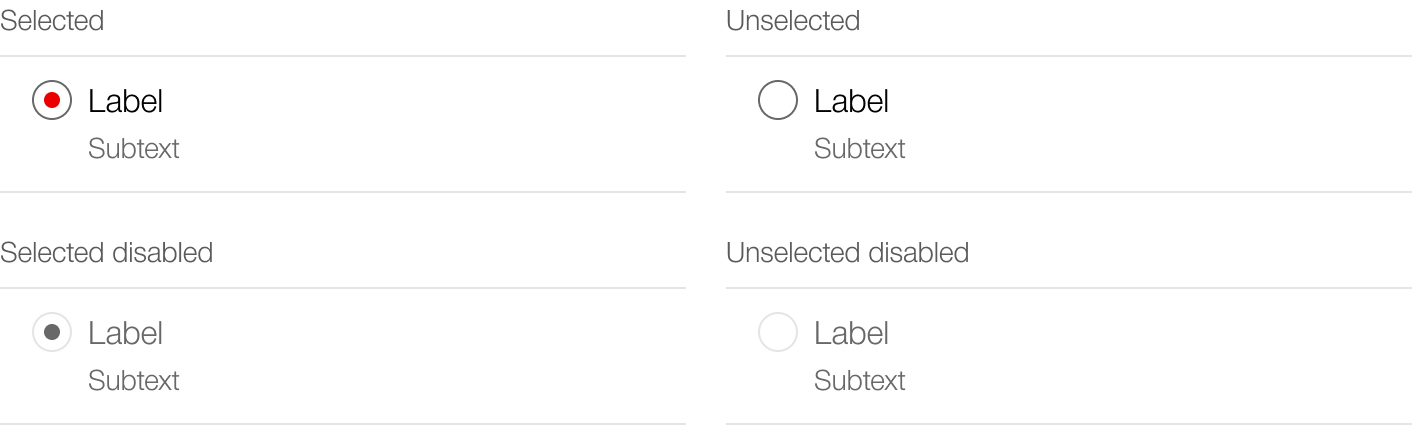 Selected
Unselected
Label
Label
Subtext
Subtext
Selected disabled
Unselected disabled
Label
Label
Subtext
Subtext